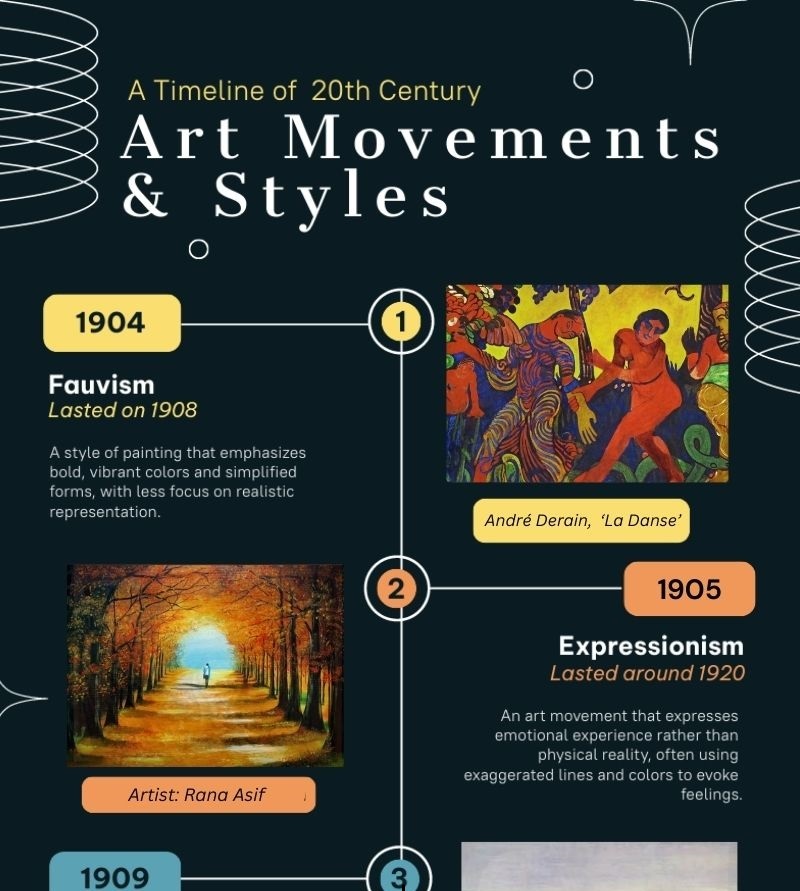 A Timeline of 20th Century
Art Movements
& Styles
1904
1
Fauvism
Lasted on 1908
A style of painting that emphasizes
bold, vibrant colors and simplified
forms, with less focus on realistic
representation.
André Derain, ‘La Danse’
2
1905
Expressionism
Lasted around 1920
An art movement that expresses
emotional experience rather than
physical reality, often using
exaggerated lines and colors to evoke
feelings.
Artist: Rana Asif
1909
3